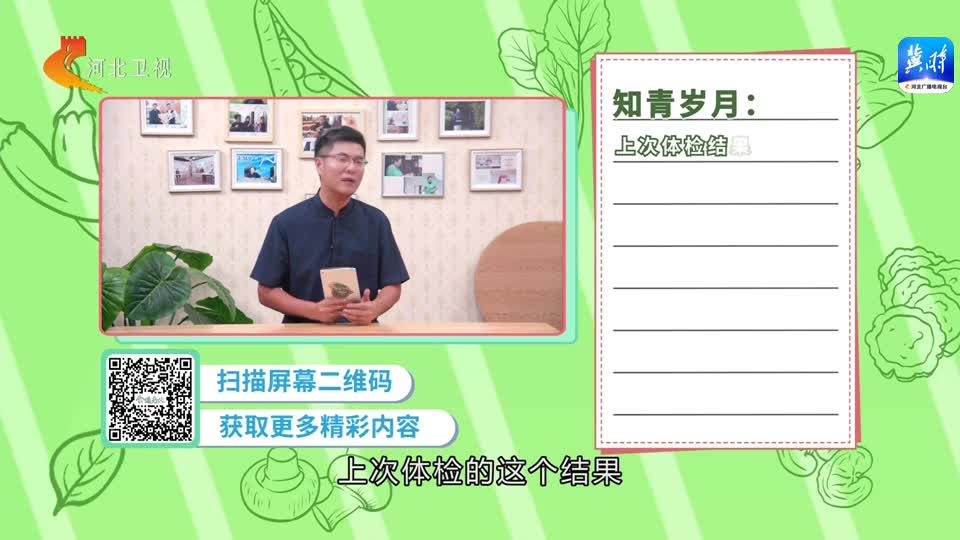 河北卫视
冀时
河北广播电视台
知青岁月：
上次体检结果
扫描屏幕二维码
获取更多精彩内容
上次体检的这个结果